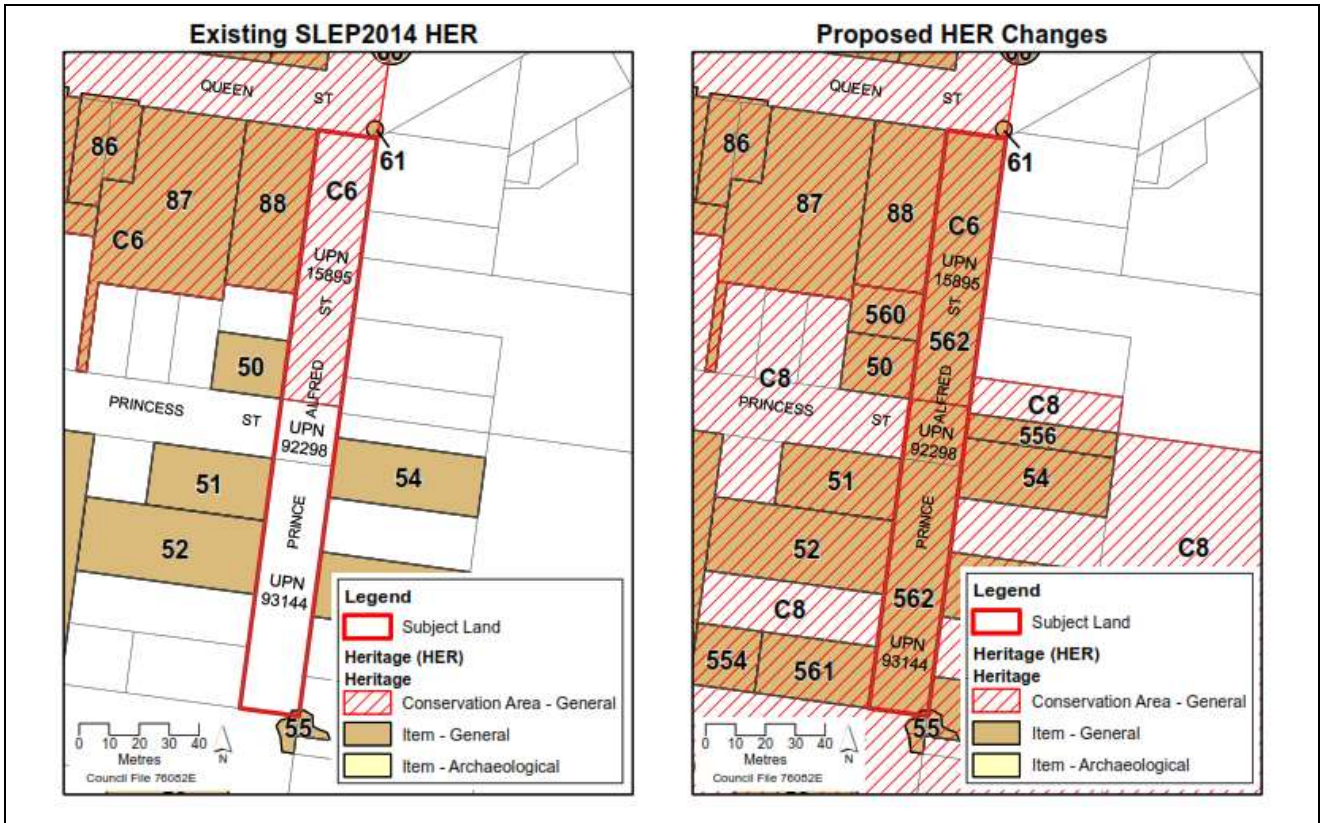 Existing SLEP2014 HER
QUEEN
ST
86
87
88
C6
61
C6
UPN
15895
ST
50
ALFRED
PRINCESS
ST
UPN
92298
51
54
52
PRINCE
UPN
93144
55
Legend
Subject Land
Heritage (HER)
Heritage
Conservation Area - General
Item - General
Item - Archaeological
0 10 20 30 40
Metres
N
Council File 76082E
Proposed HER Changes
QUEEN
ST
86
87
88
C6
61
UPN
15895
ST
560
562
50
ALFRED
C8
C8
PRINCESS
ST
UPN
92298
556
51
54
52
PRINCE
C8
562
C8
UPN
93144
554
561
55
Legend
Subject Land
Heritage (HER)
Heritage
Conservation Area - General
Item - General
Item - Archaeological
0 10 20 30 40
Metres
N
Council File 76082E